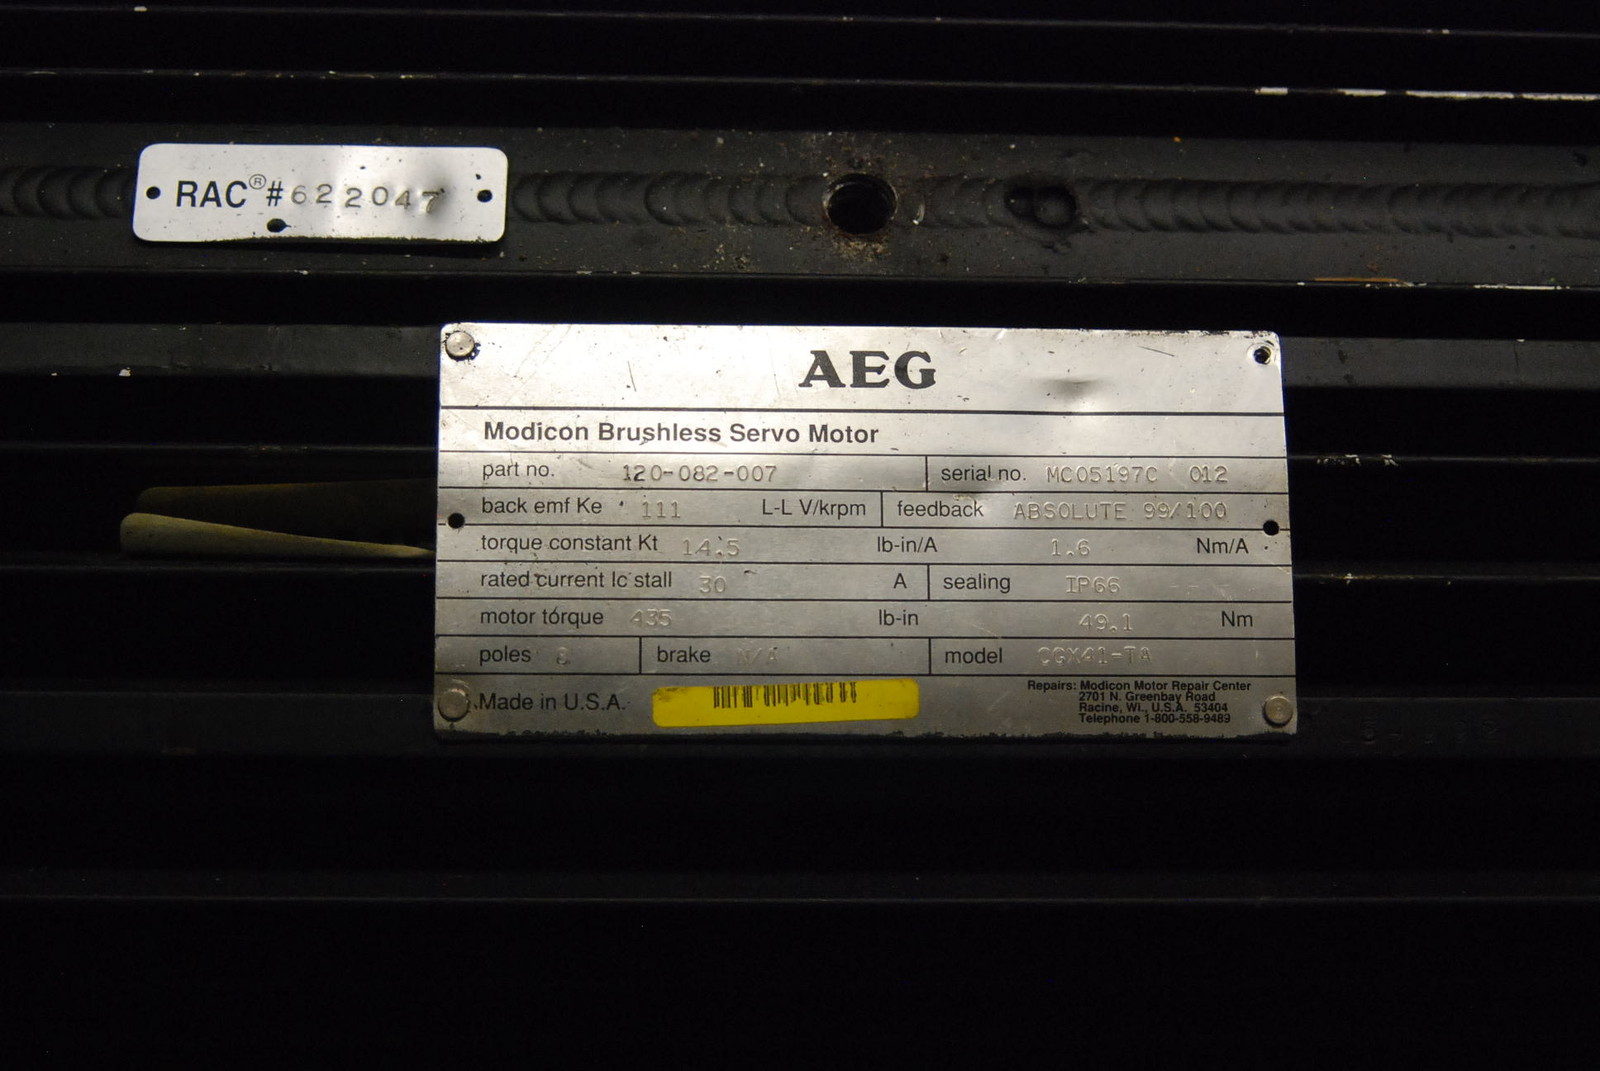 RAC®#622047
AEG
Modicon Brushless Servo Motor
part no. 120-082-007 serial no. MC05197C 012
back emf Ke 111 L-L V/krpm feedback ABSOLUTE 99/100
torque constant Kt 14.5 lb-in/A 1.6 Nm/A
rated current Ic stall 30 A sealing IP66
motor torque 435 lb-in 49.1 Nm
poles 8 brake N/A model CGX41-TA
Made in U.S.A.
Repairs: Modicon Motor Repair Center
2701 N. Greenbay Road
Racine, WI., U.S.A. 53404
Telephone 1-800-558-9489